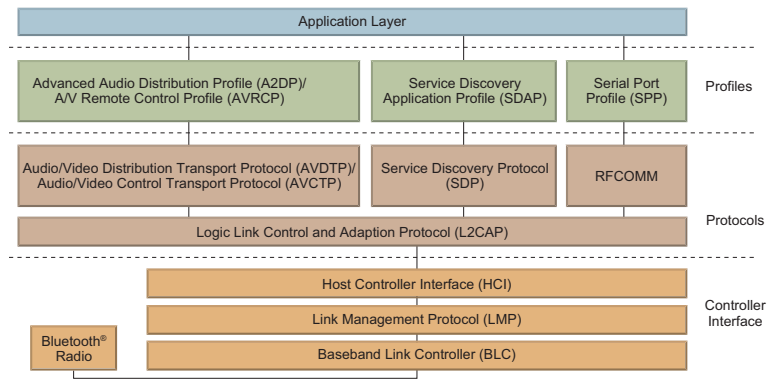 Application Layer
Advanced Audio Distribution Profile (A2DP)/
A/V Remote Control Profile (AVRCP)
Service Discovery
Application Profile (SDAP)
Serial Port
Profile (SPP)
Profiles
Audio/Video Distribution Transport Protocol (AVDTP)/
Audio/Video Control Transport Protocol (AVCTP)
Service Discovery Protocol
(SDP)
RFCOMM
Logic Link Control and Adaption Protocol (L2CAP)
Protocols
Host Controller Interface (HCI)
Link Management Protocol (LMP)
Baseband Link Controller (BLC)
Controller
Interface
Bluetooth®
Radio